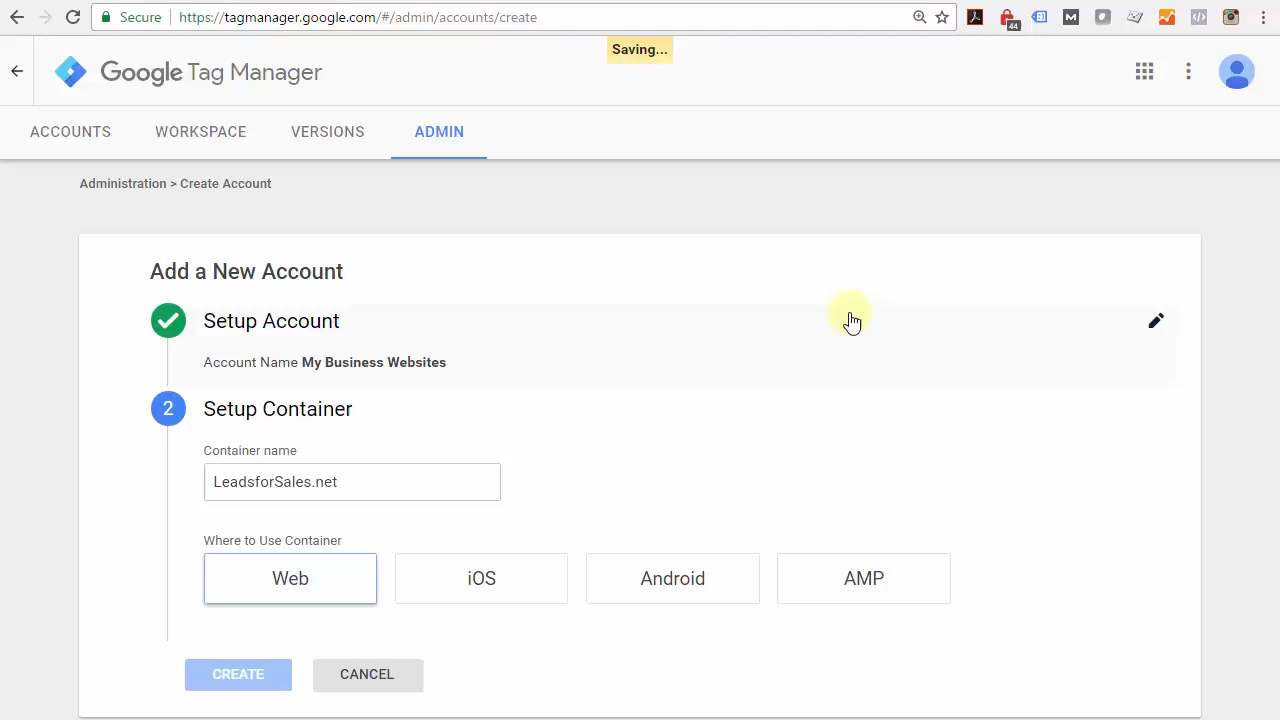 Secure https://tagmanager.google.com/#/admin/accounts/create
44
M
Saving...
Google Tag Manager
ACCOUNTS WORKSPACE VERSIONS ADMIN
Administration > Create Account
Add a New Account
Setup Account
Account Name My Business Websites
2 Setup Container
Container name
LeadsforSales.net
Where to Use Container
Web iOS Android AMP
CREATE CANCEL